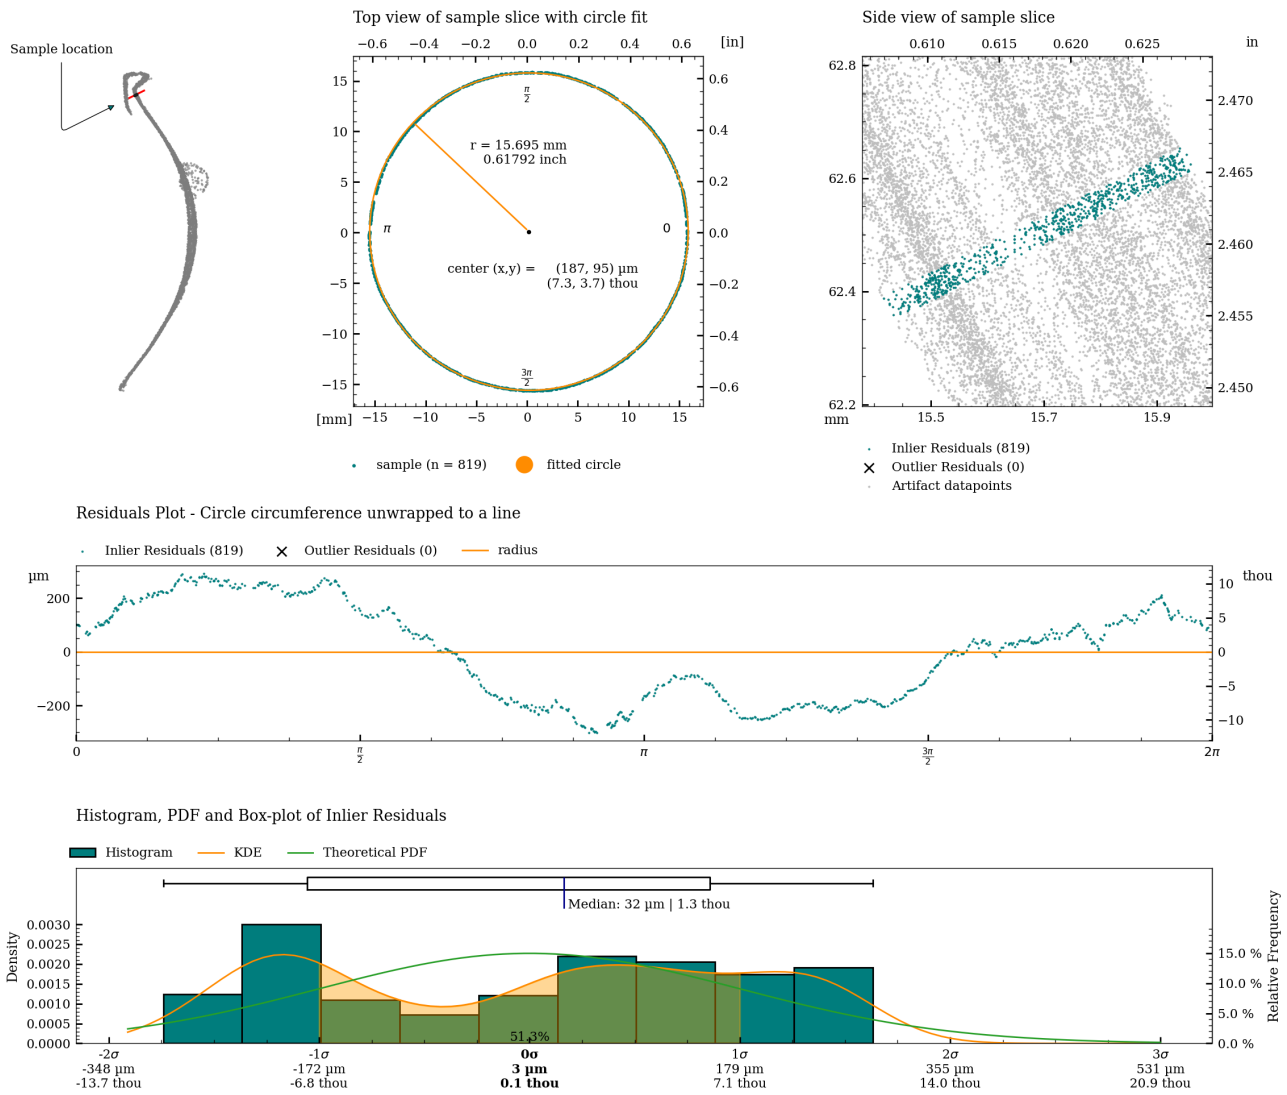 Sample location
Top view of sample slice with circle fit
−0.6 −0.4 −0.2 0.0 0.2 0.4 0.6 [in]
15 10 5 0 −5 −10 −15
0.6 0.4 0.2 0.0 −0.2 −0.4 −0.6
π/2
r = 15.695 mm
0.61792 inch
π 0
center (x,y) = (187, 95) µm
(7.3, 3.7) thou
3π/2
[mm] −15 −10 −5 0 5 10 15
sample (n = 819) fitted circle
Side view of sample slice
0.610 0.615 0.620 0.625 in
62.8 62.6 62.4 62.2
2.470 2.465 2.460 2.455 2.450
mm 15.5 15.7 15.9
Inlier Residuals (819)
Outlier Residuals (0)
Artifact datapoints
Residuals Plot - Circle circumference unwrapped to a line
Inlier Residuals (819) Outlier Residuals (0) radius
µm thou
200 0 −200
10 5 0 −5 −10
0 π/2 π 3π/2 2π
Histogram, PDF and Box-plot of Inlier Residuals
Histogram KDE Theoretical PDF
Median: 32 µm | 1.3 thou
Density
0.0030 0.0025 0.0020 0.0015 0.0010 0.0005 0.0000
Relative Frequency
15.0 % 10.0 % 5.0 % 0.0 %
51.3%
-2σ -1σ 0σ 1σ 2σ 3σ
-348 µm -172 µm 3 µm 179 µm 355 µm 531 µm
-13.7 thou -6.8 thou 0.1 thou 7.1 thou 14.0 thou 20.9 thou